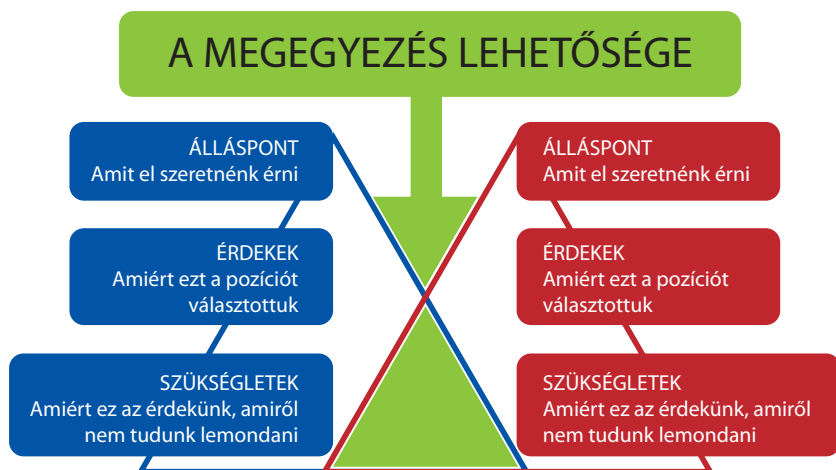 A MEGEGYEZÉS LEHETŐSÉGE
ÁLLÁSPONT
Amit el szeretnénk érni
ÉRDEKEK
Amiért ezt a pozíciót
választottuk
SZÜKSÉGLETEK
Amiért ez az érdekünk, amiről
nem tudunk lemondani
ÁLLÁSPONT
Amit el szeretnénk érni
ÉRDEKEK
Amiért ezt a pozíciót
választottuk
SZÜKSÉGLETEK
Amiért ez az érdekünk, amiről
nem tudunk lemondani